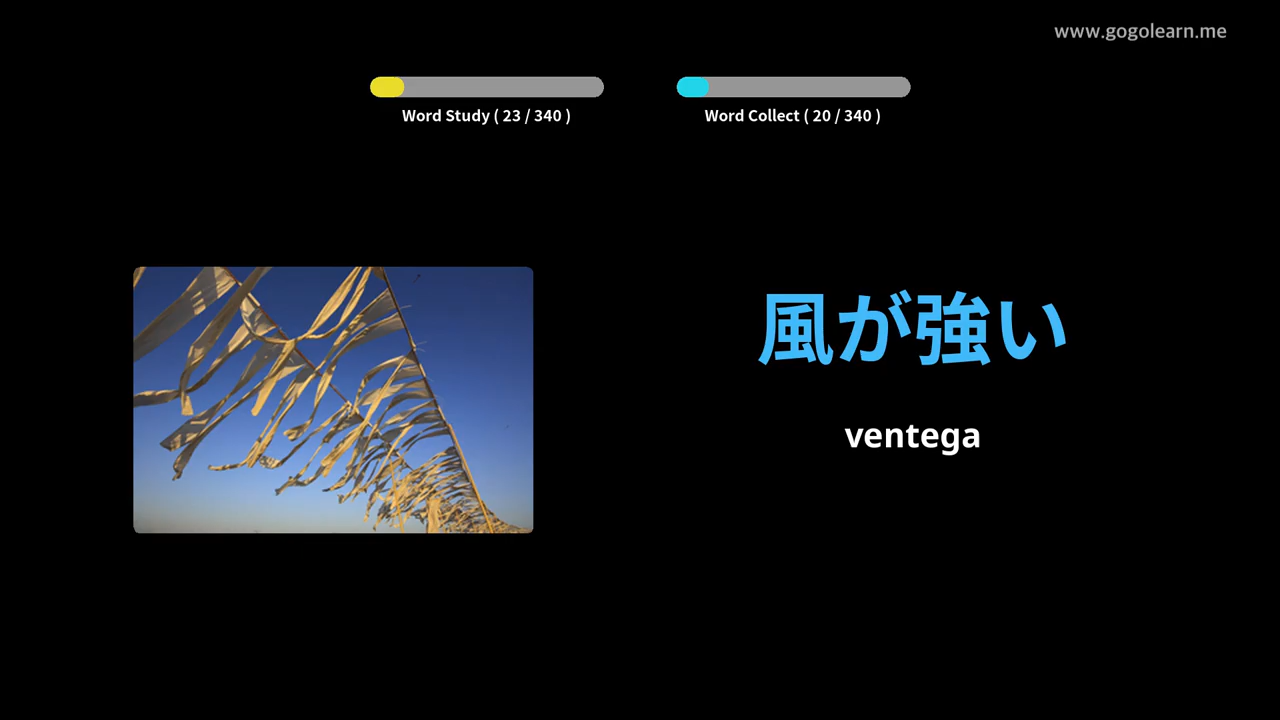 www.gogolearn.me
Word Study ( 23 / 340 )
Word Collect ( 20 / 340 )
風が強い
ventega